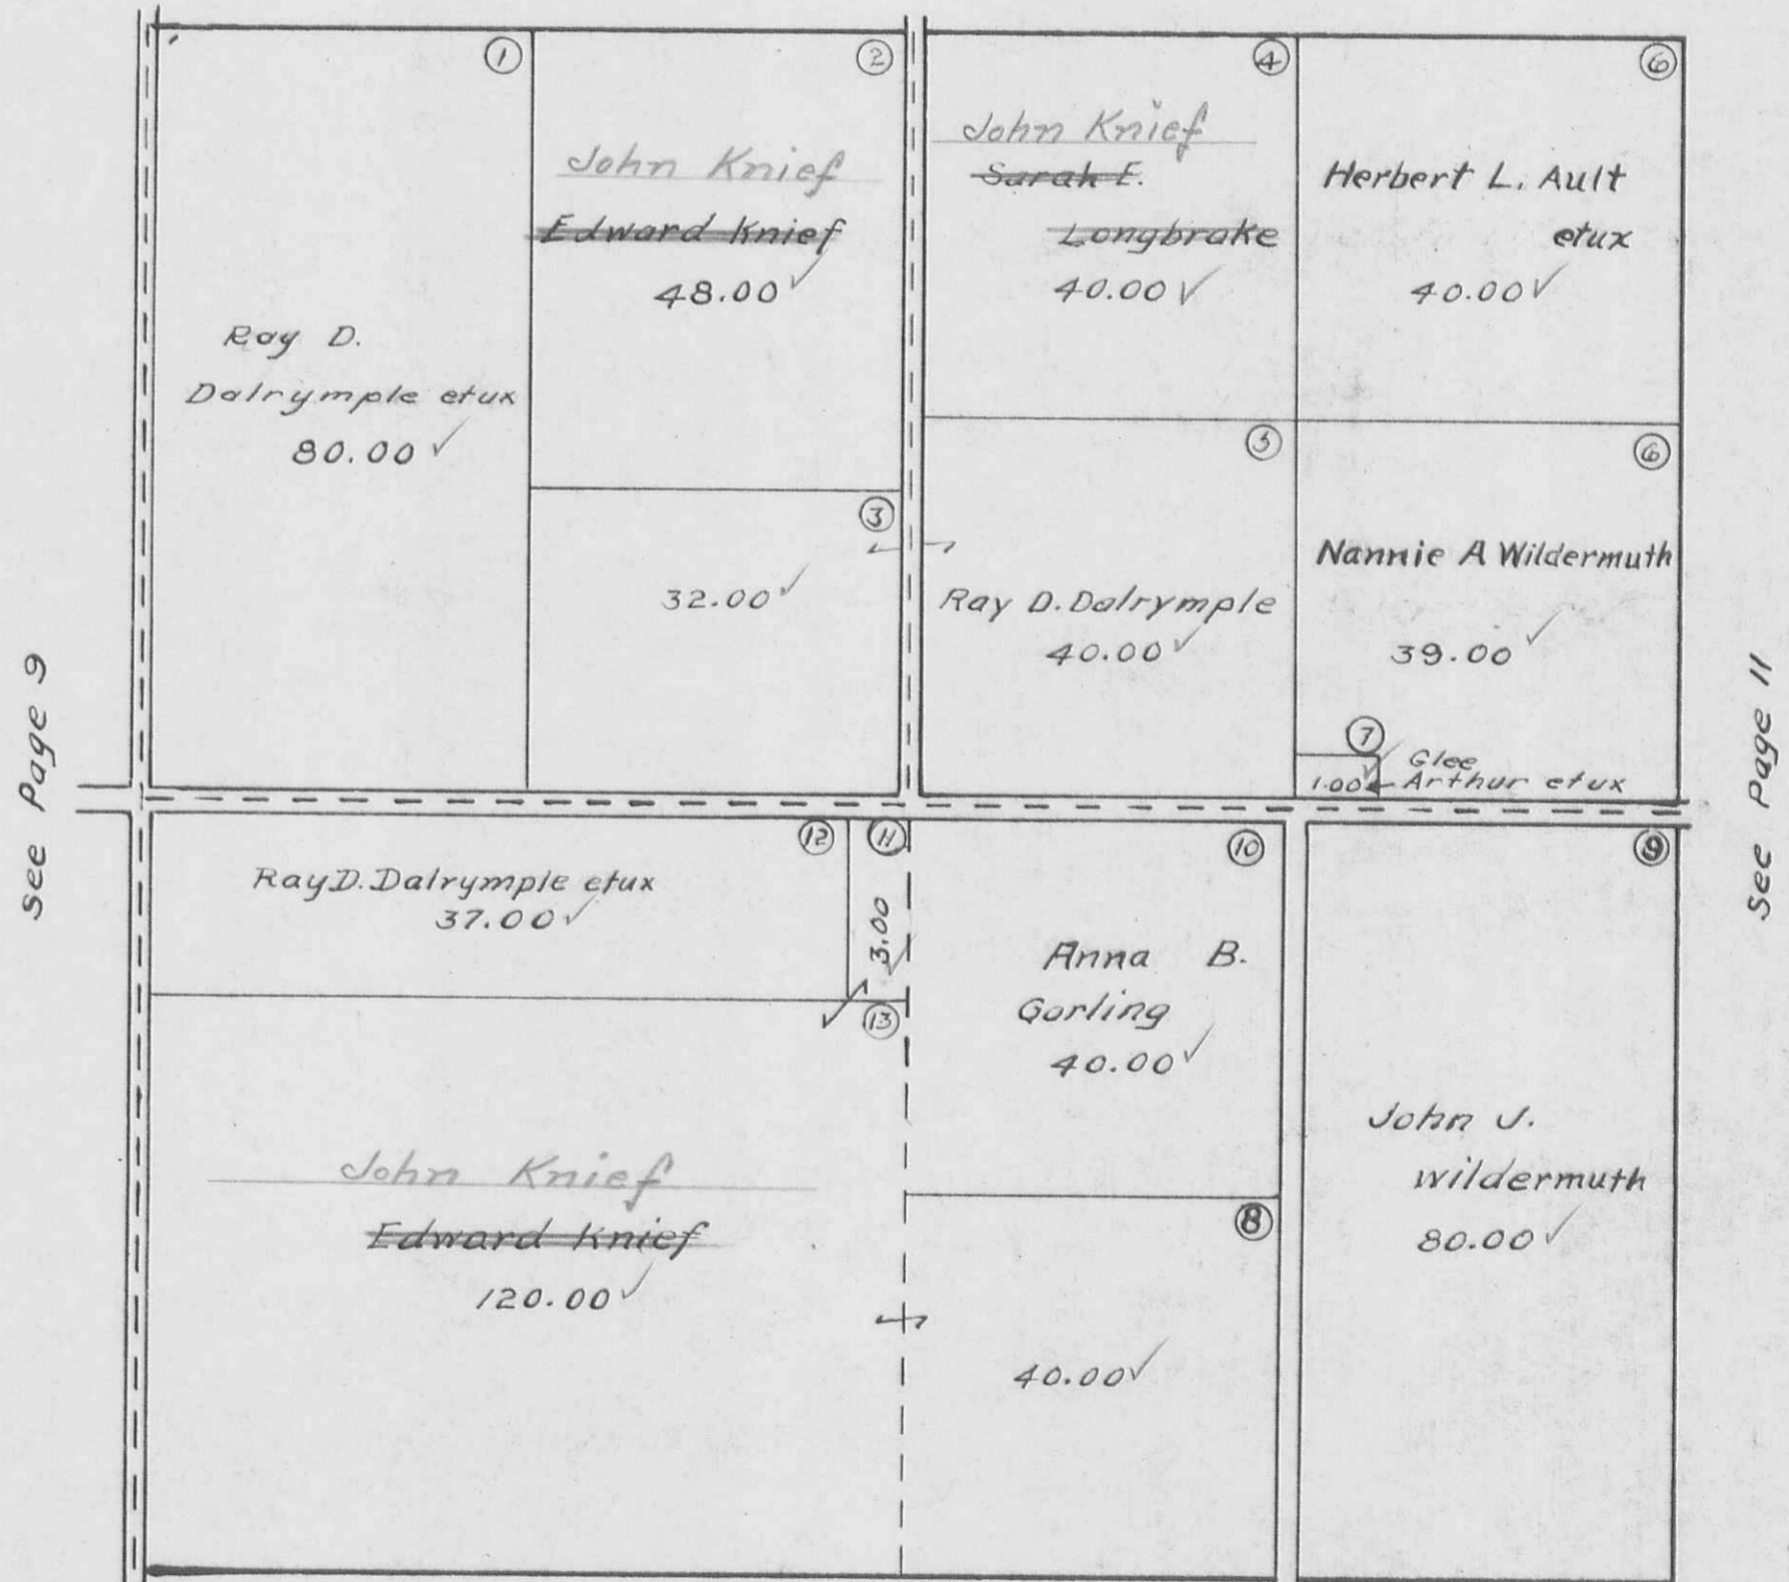 ①
Ray D.
Dalrymple etux
80.00 ✓
②
John Knief
Edward Knief
48.00 ✓
③
32.00 ✓
④
John Knief
Sarah E.
Longbrake
40.00 ✓
⑤
Ray D. Dalrymple
40.00 ✓
⑥
Herbert L. Ault
etux
40.00 ✓
⑥
Nannie A Wildermuth
39.00 ✓
⑦
Glee
1.00 ← Arthur etux
see Page 9
See Page 11
⑫
Ray D. Dalrymple etux
37.00 ✓
⑪
3.00 ✓
⑩
Anna B.
Gorling
40.00 ✓
⑨
John J.
Wildermuth
80.00 ✓
⑬
John Knief
Edward Knief
120.00 ✓
⑧
40.00 ✓